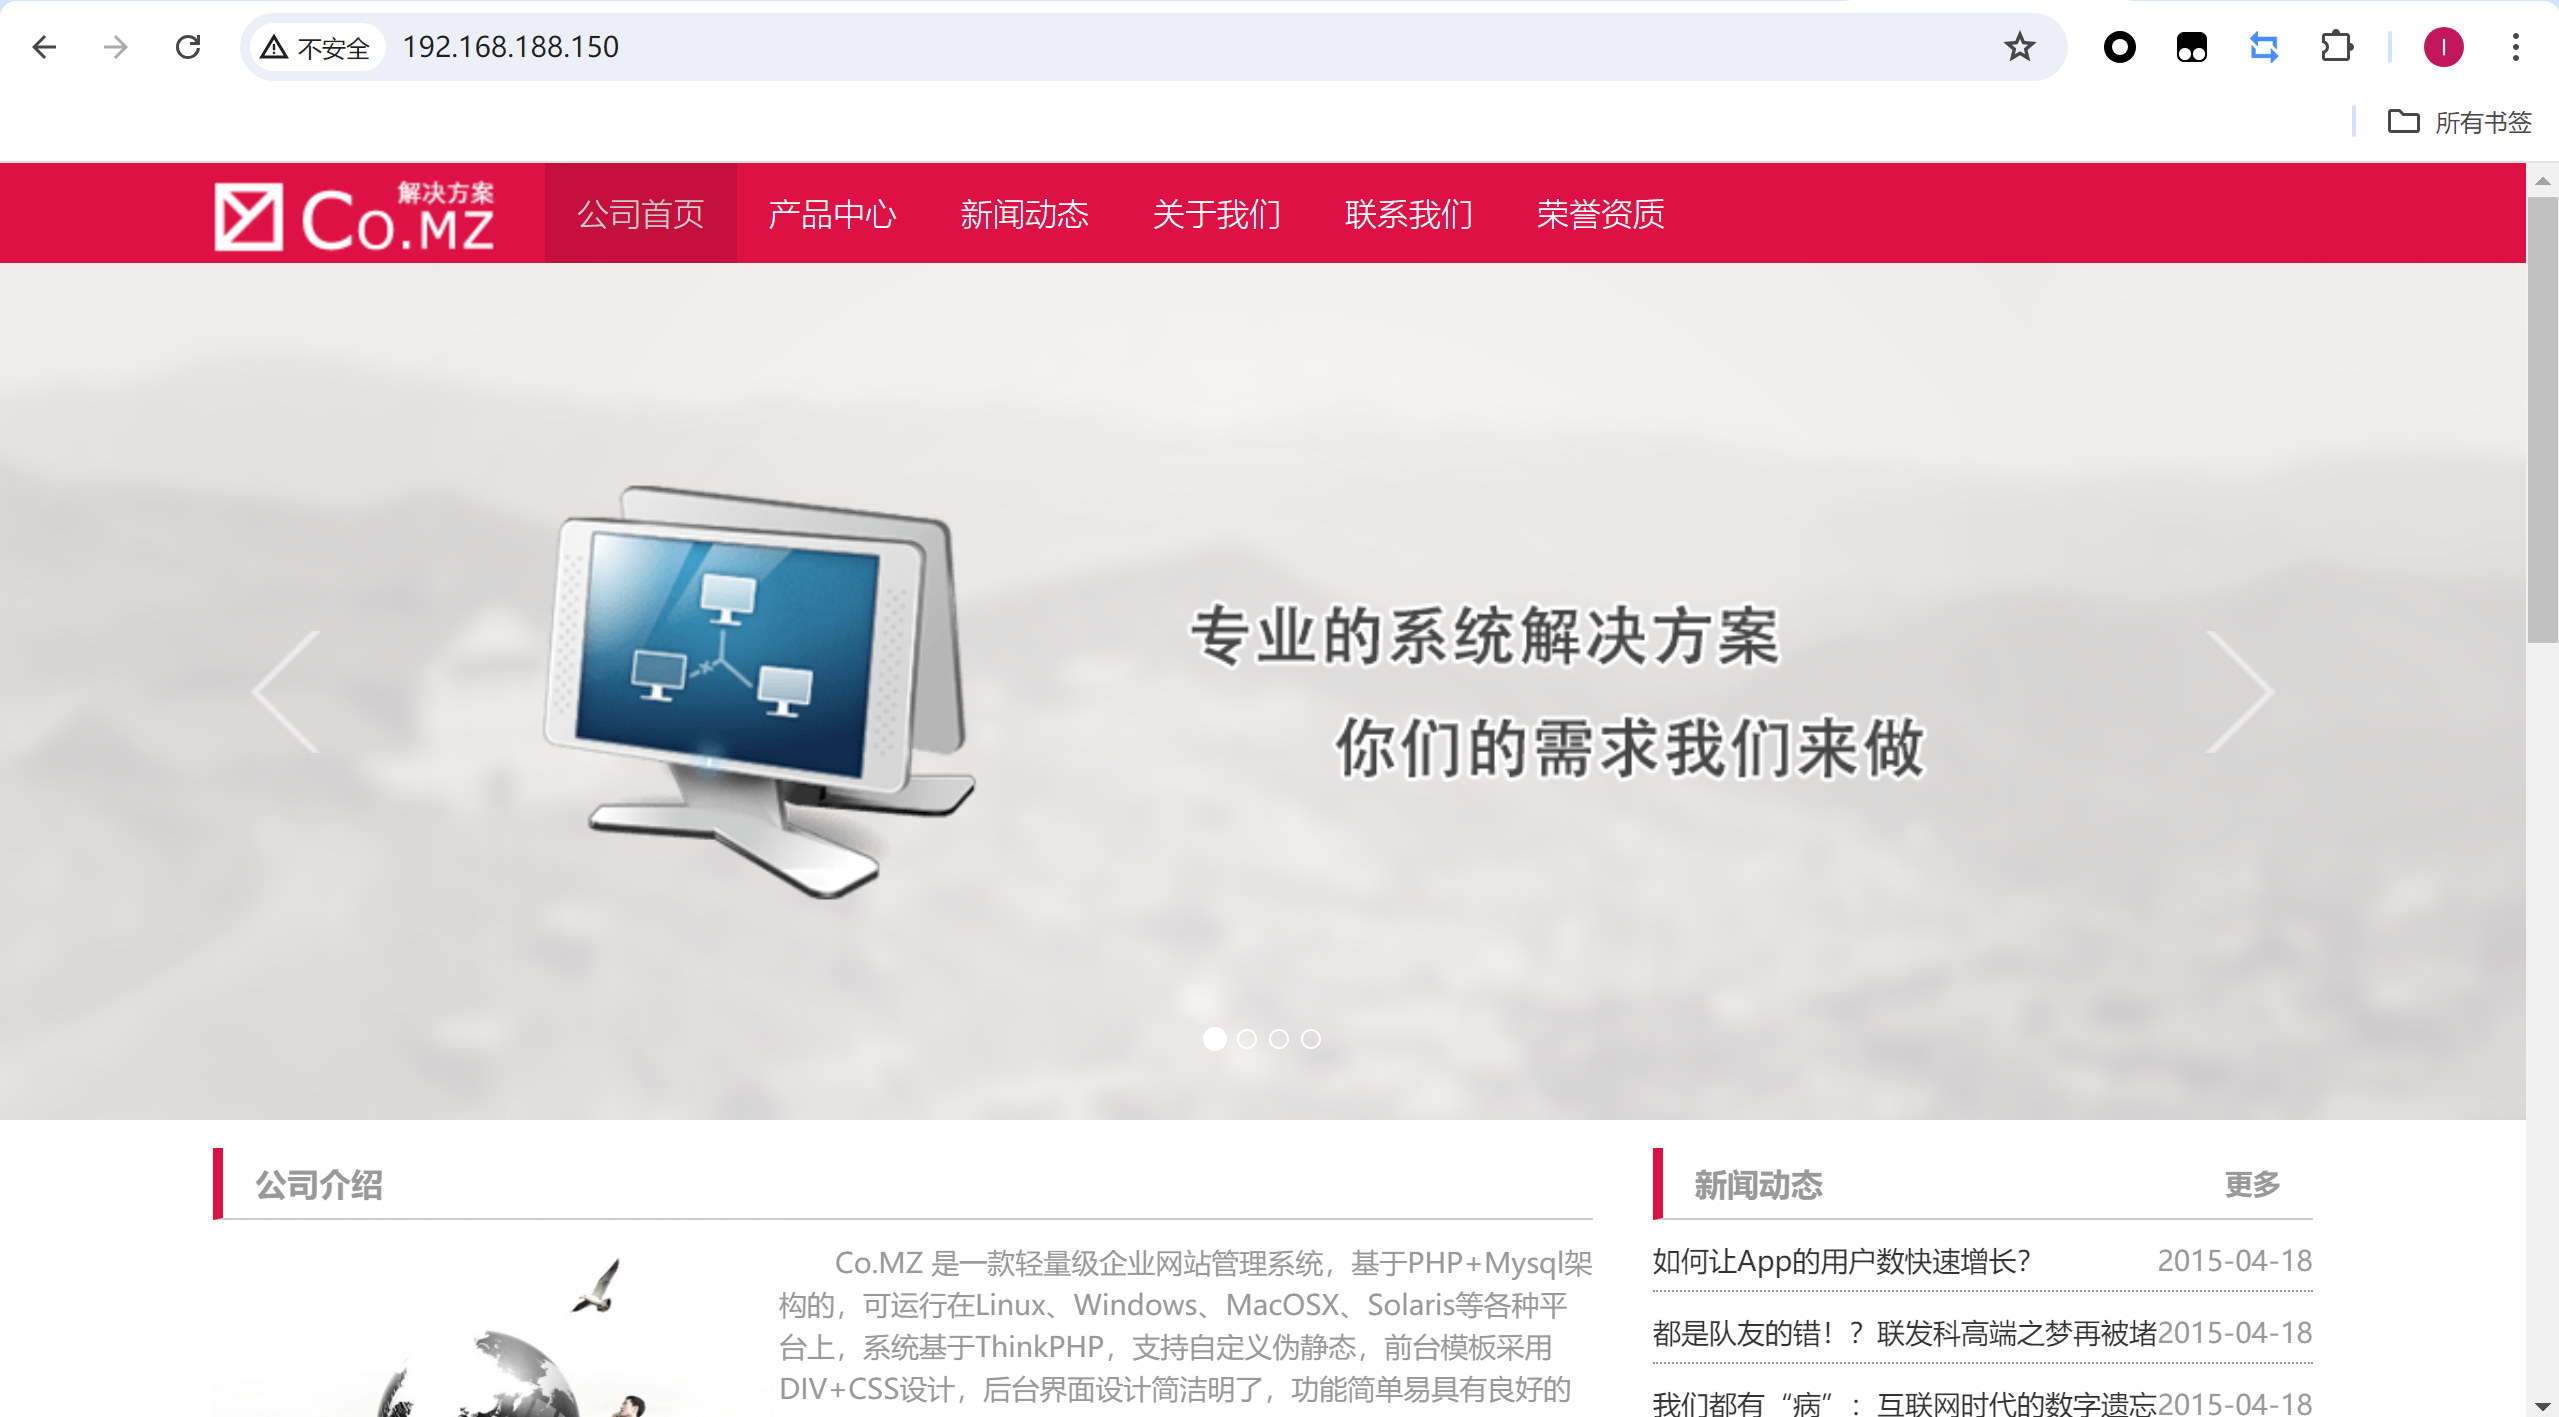 不安全 192.168.188.150
所有书签
解决方案
Co.MZ
公司首页 产品中心 新闻动态 关于我们 联系我们 荣誉资质
专业的系统解决方案
你们的需求我们来做
公司介绍
Co.MZ 是一款轻量级企业网站管理系统，基于PHP+Mysql架
构的，可运行在Linux、Windows、MacOSX、Solaris等各种平
台上，系统基于ThinkPHP，支持自定义伪静态，前台模板采用
DIV+CSS设计，后台界面设计简洁明了，功能简单易具有良好的
新闻动态 更多
如何让App的用户数快速增长？ 2015-04-18
都是队友的错！？联发科高端之梦再被堵 2015-04-18
我们都有“病”：互联网时代的数字遗忘 2015-04-18